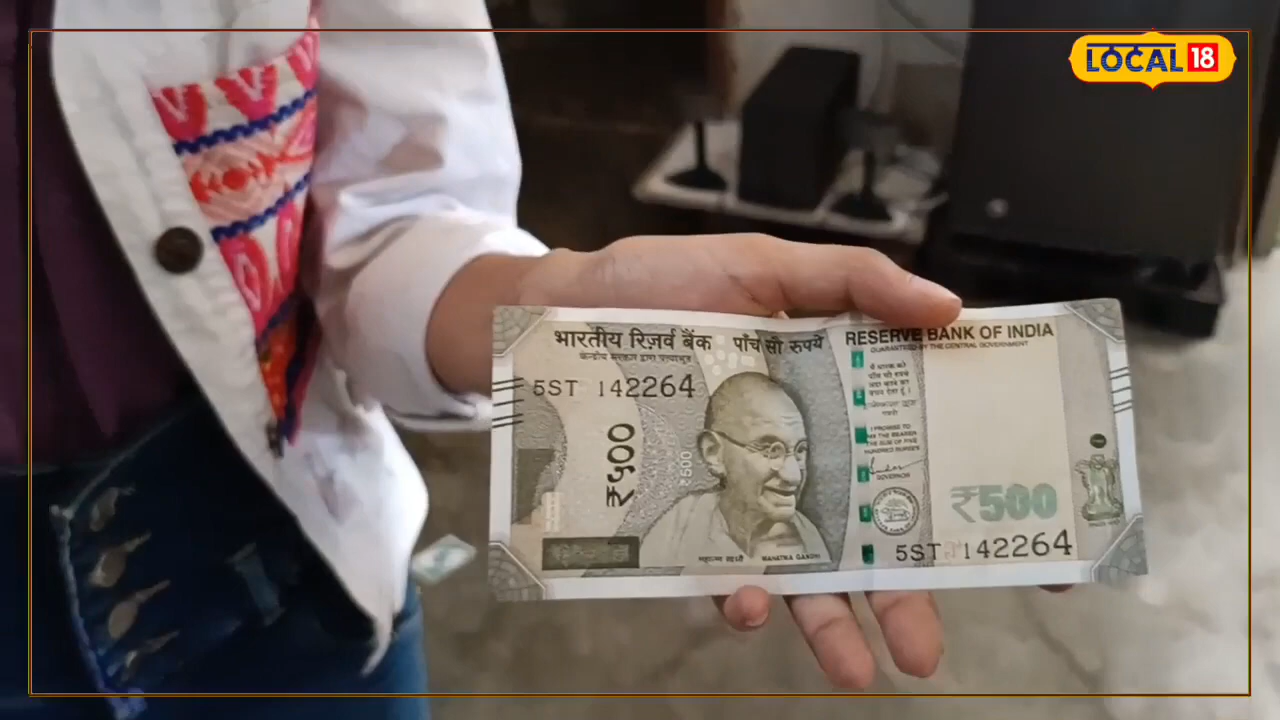 LOCAL 18
भारतीय रिज़र्व बैंक पाँच सौ रुपये
RESERVE BANK OF INDIA
GUARANTEED BY THE CENTRAL GOVERNMENT
5ST 142264
₹५००
₹500
I PROMISE TO
PAY THE BEARER
THE SUM OF FIVE
HUNDRED RUPEES
GOVERNOR
₹500
MAHATMA GANDHI
5ST 142264